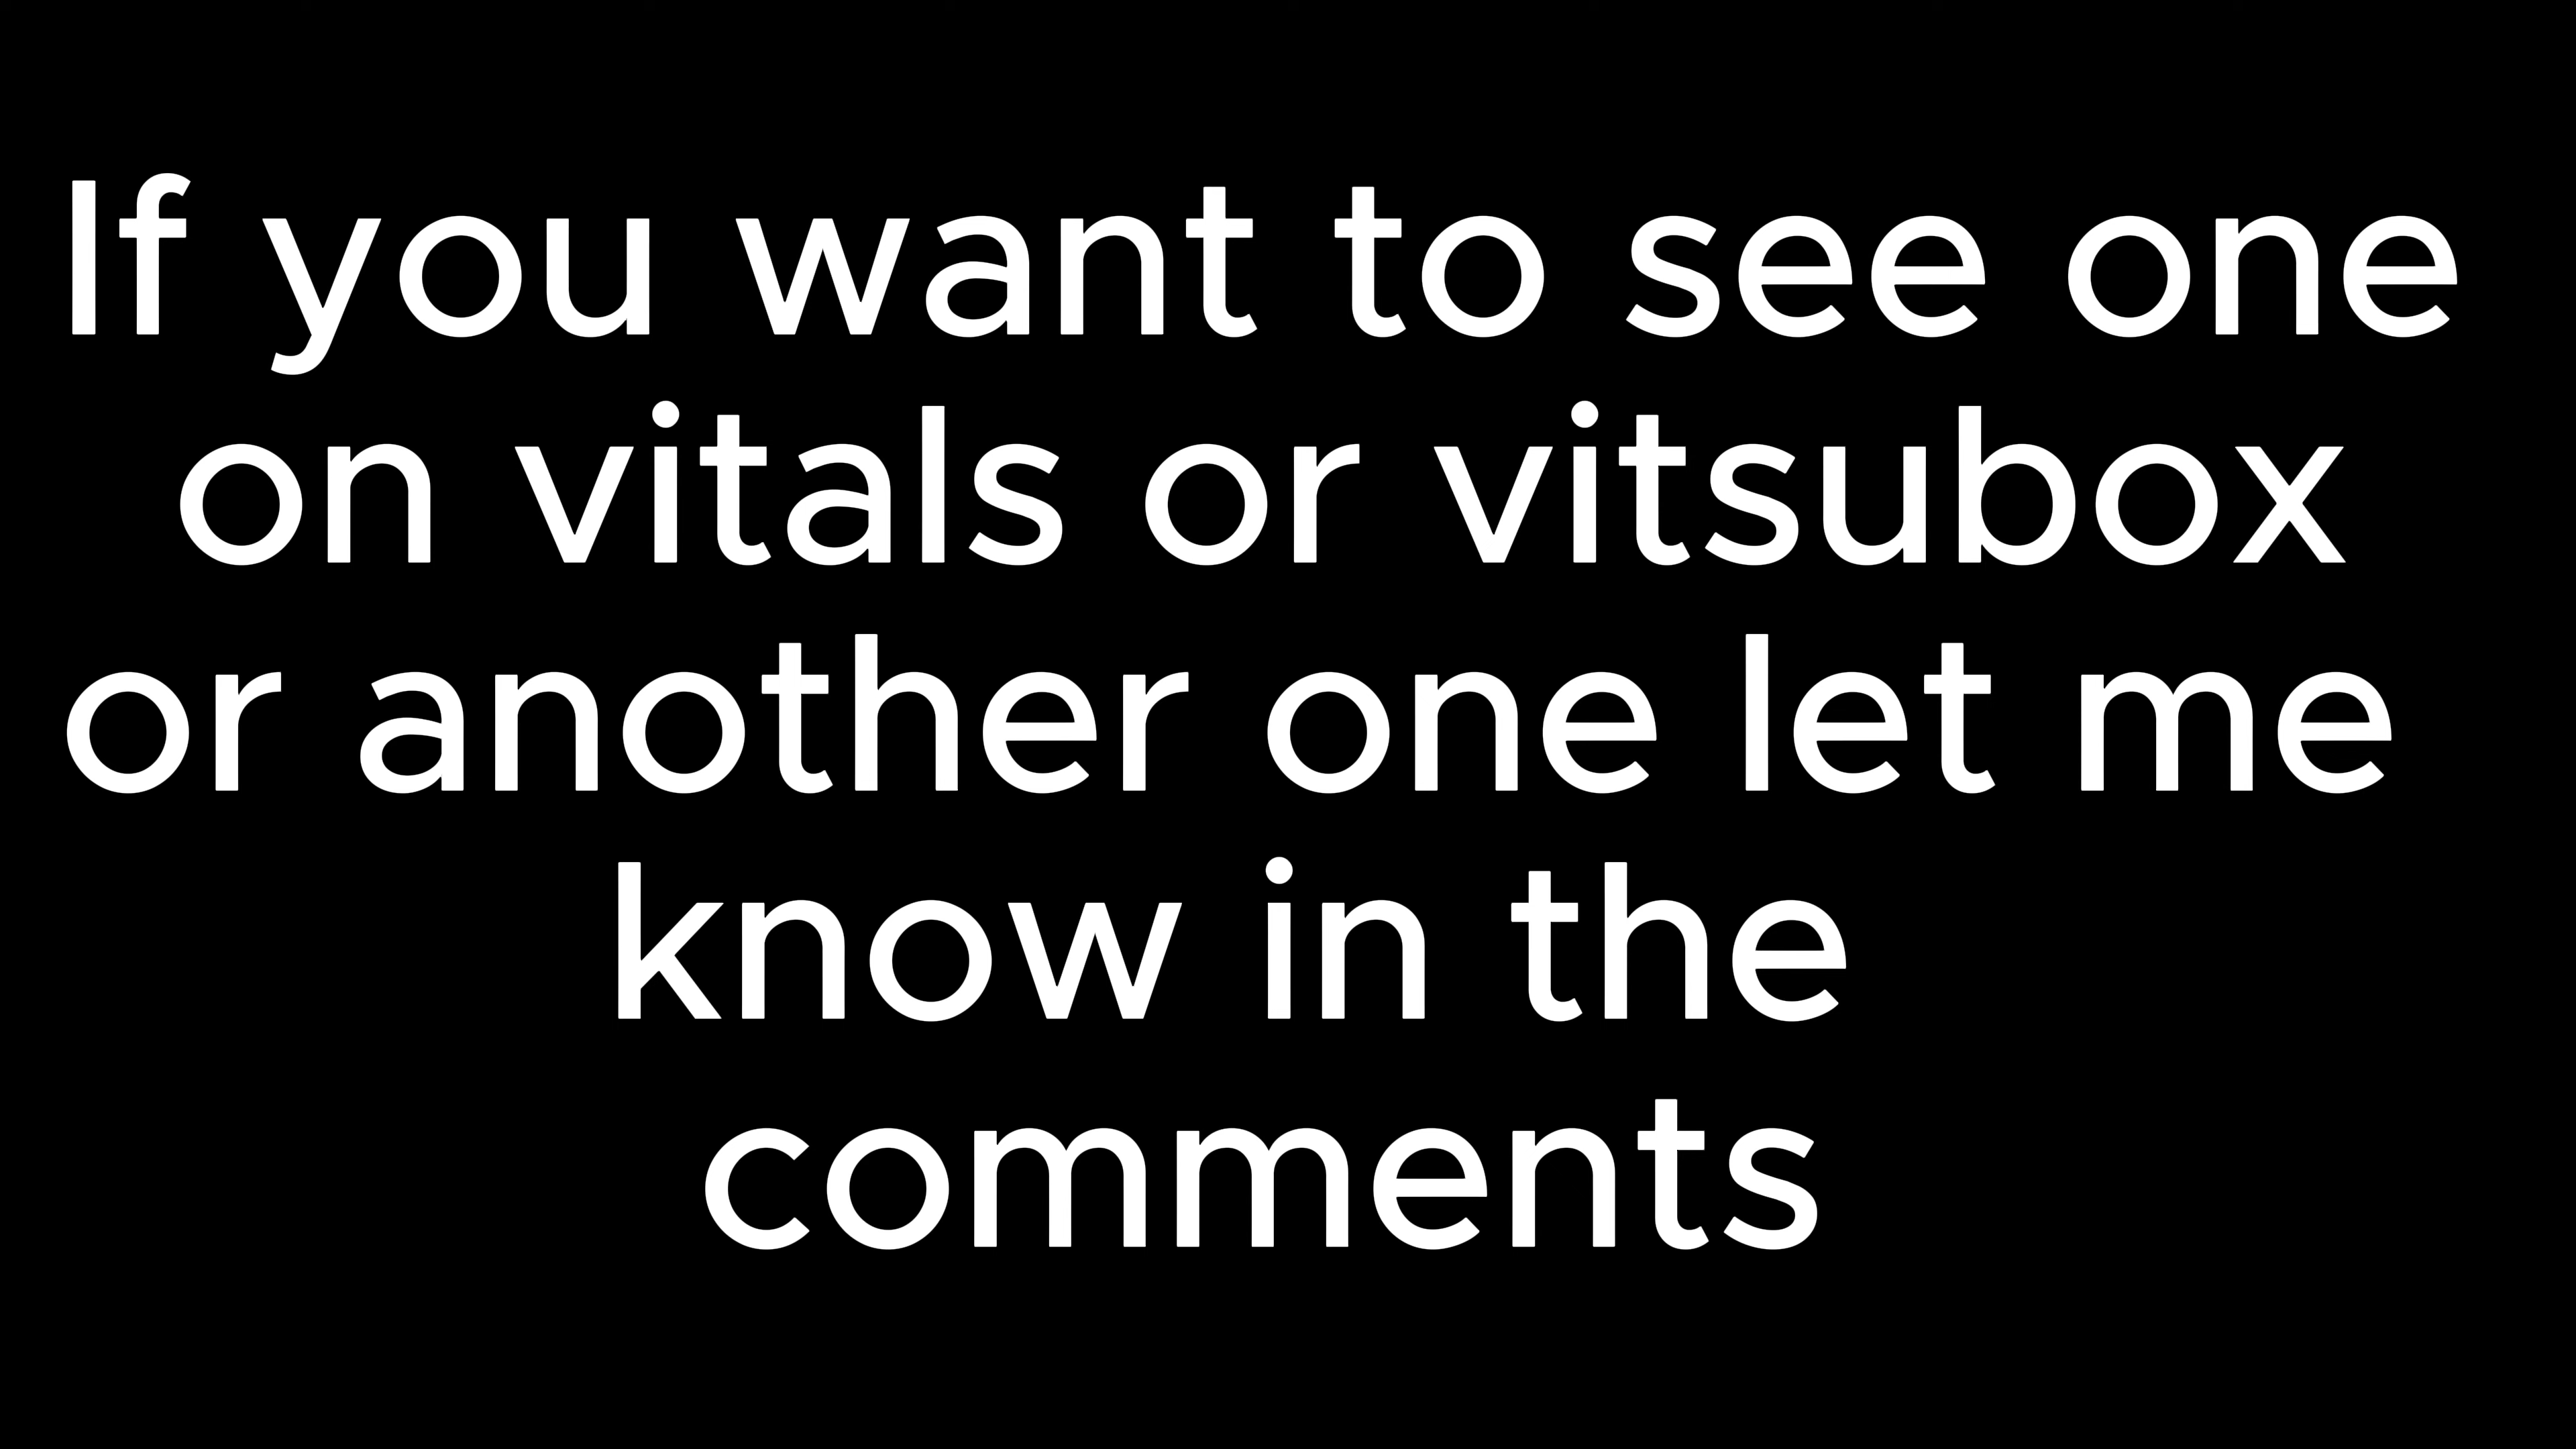 If you want to see one
on vitals or vitsubox
or another one let me
know in the
comments